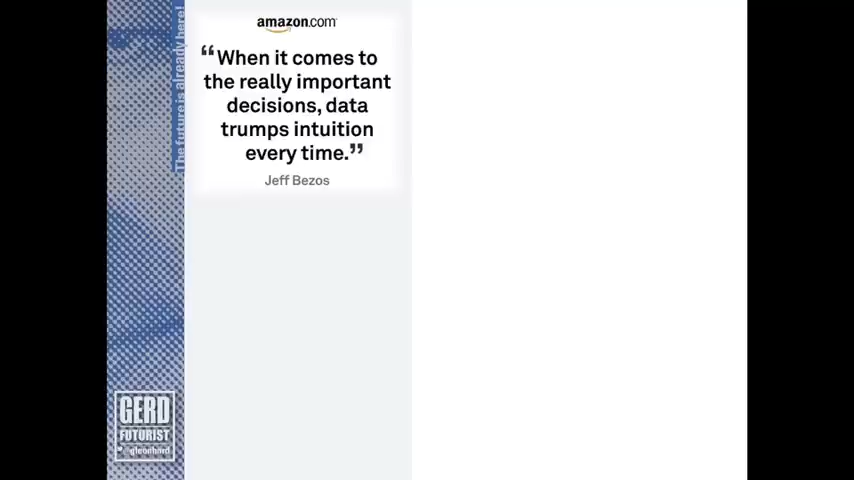 The future is already here!
amazon.com
“When it comes to
the really important
decisions, data
trumps intuition
every time.”
Jeff Bezos
GERD
FUTURIST
@gleonhard